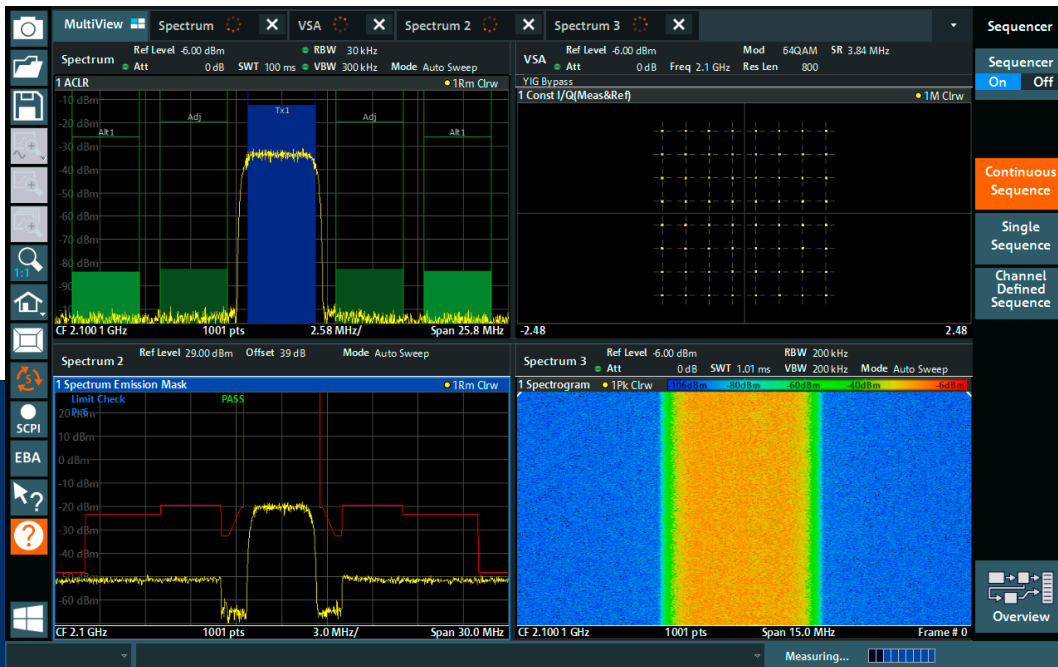 MultiView Spectrum VSA Spectrum 2 Spectrum 3
Sequencer
Sequencer
On Off
Continuous
Sequence
Single
Sequence
Channel
Defined
Sequence
Overview
1:1
SCPI
EBA
Spectrum
Ref Level -6.00 dBm RBW 30 kHz
Att 0 dB SWT 100 ms VBW 300 kHz Mode Auto Sweep
1 ACLR 1Rm Clrw
-10 dBm
-20 dBm
-30 dBm
-40 dBm
-50 dBm
-60 dBm
-70 dBm
-80 dBm
Alt1 Adj Tx1 Adj Alt1
CF 2.100 1 GHz 1001 pts 2.58 MHz/ Span 25.8 MHz
VSA
Ref Level -6.00 dBm Mod 64QAM SR 3.84 MHz
Att 0 dB Freq 2.1 GHz Res Len 800
YIG Bypass
1 Const I/Q(Meas&Ref) 1M Clrw
-2.48 2.48
Spectrum 2
Ref Level 29.00 dBm Offset 39 dB Mode Auto Sweep
1 Spectrum Emission Mask 1Rm Clrw
Limit Check PASS
20 dBm
10 dBm
0 dBm
-10 dBm
-20 dBm
-30 dBm
-40 dBm
-60 dBm
CF 2.1 GHz 1001 pts 3.0 MHz/ Span 30.0 MHz
Spectrum 3
Ref Level -6.00 dBm RBW 200 kHz
Att 0 dB SWT 1.01 ms VBW 200 kHz Mode Auto Sweep
1 Spectrogram 1Pk Clrw -106dBm -80dBm -60dBm -40dBm -6dBm
CF 2.100 1 GHz 1001 pts Span 15.0 MHz Frame # 0
Measuring...